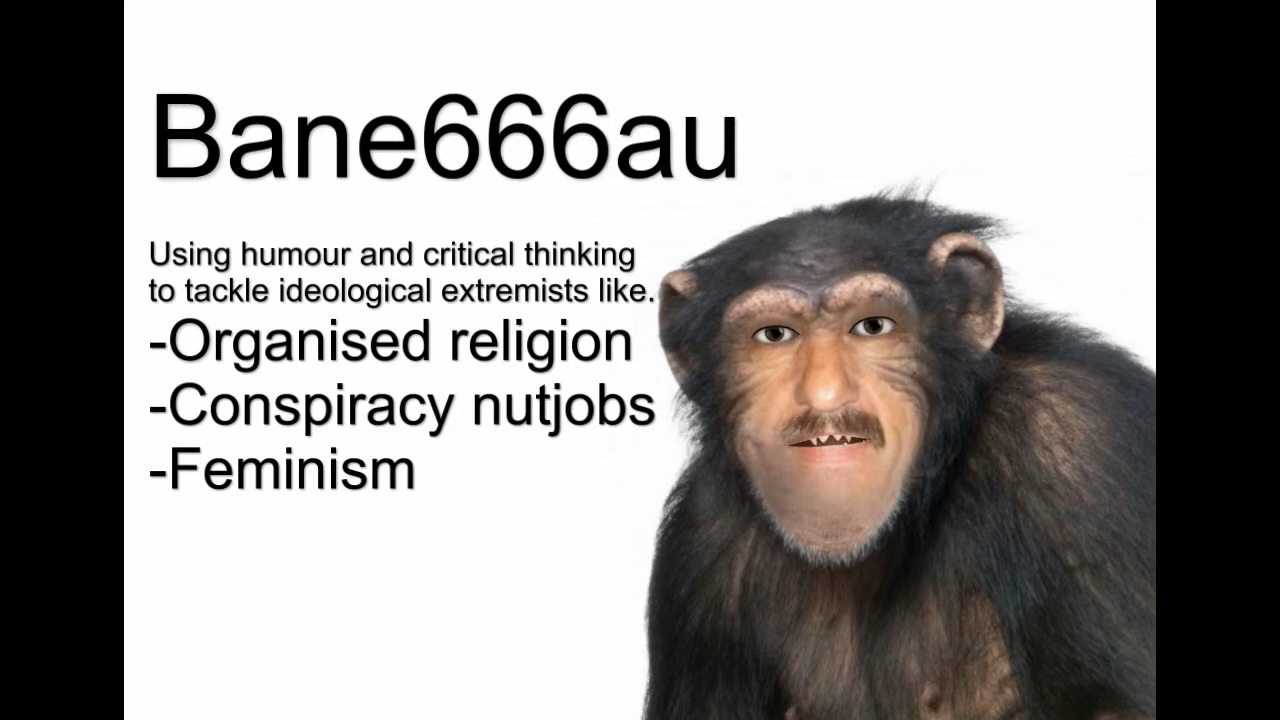 Bane666au
Using humour and critical thinking
to tackle ideological extremists like.
-Organised religion
-Conspiracy nutjobs
-Feminism